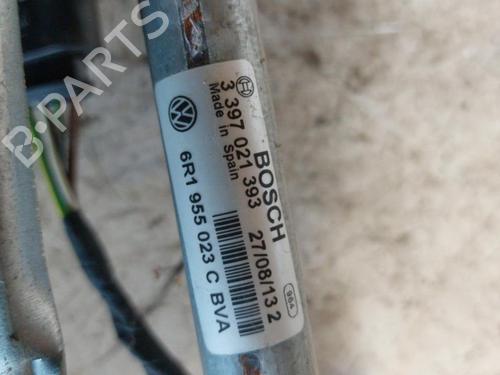 B-PARTS
BOSCH
3 397 021 393 27/08/13 2
Made in Spain
6R1 955 023 C BVA